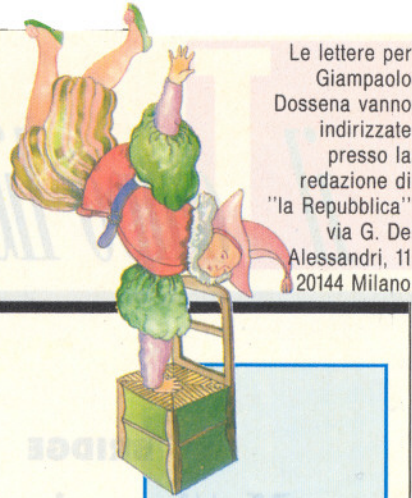 Le lettere per
Giampaolo
Dossena vanno
indirizzate
presso la
redazione di
"la Repubblica"
via G. De
Alessandri, 11
20144 Milano